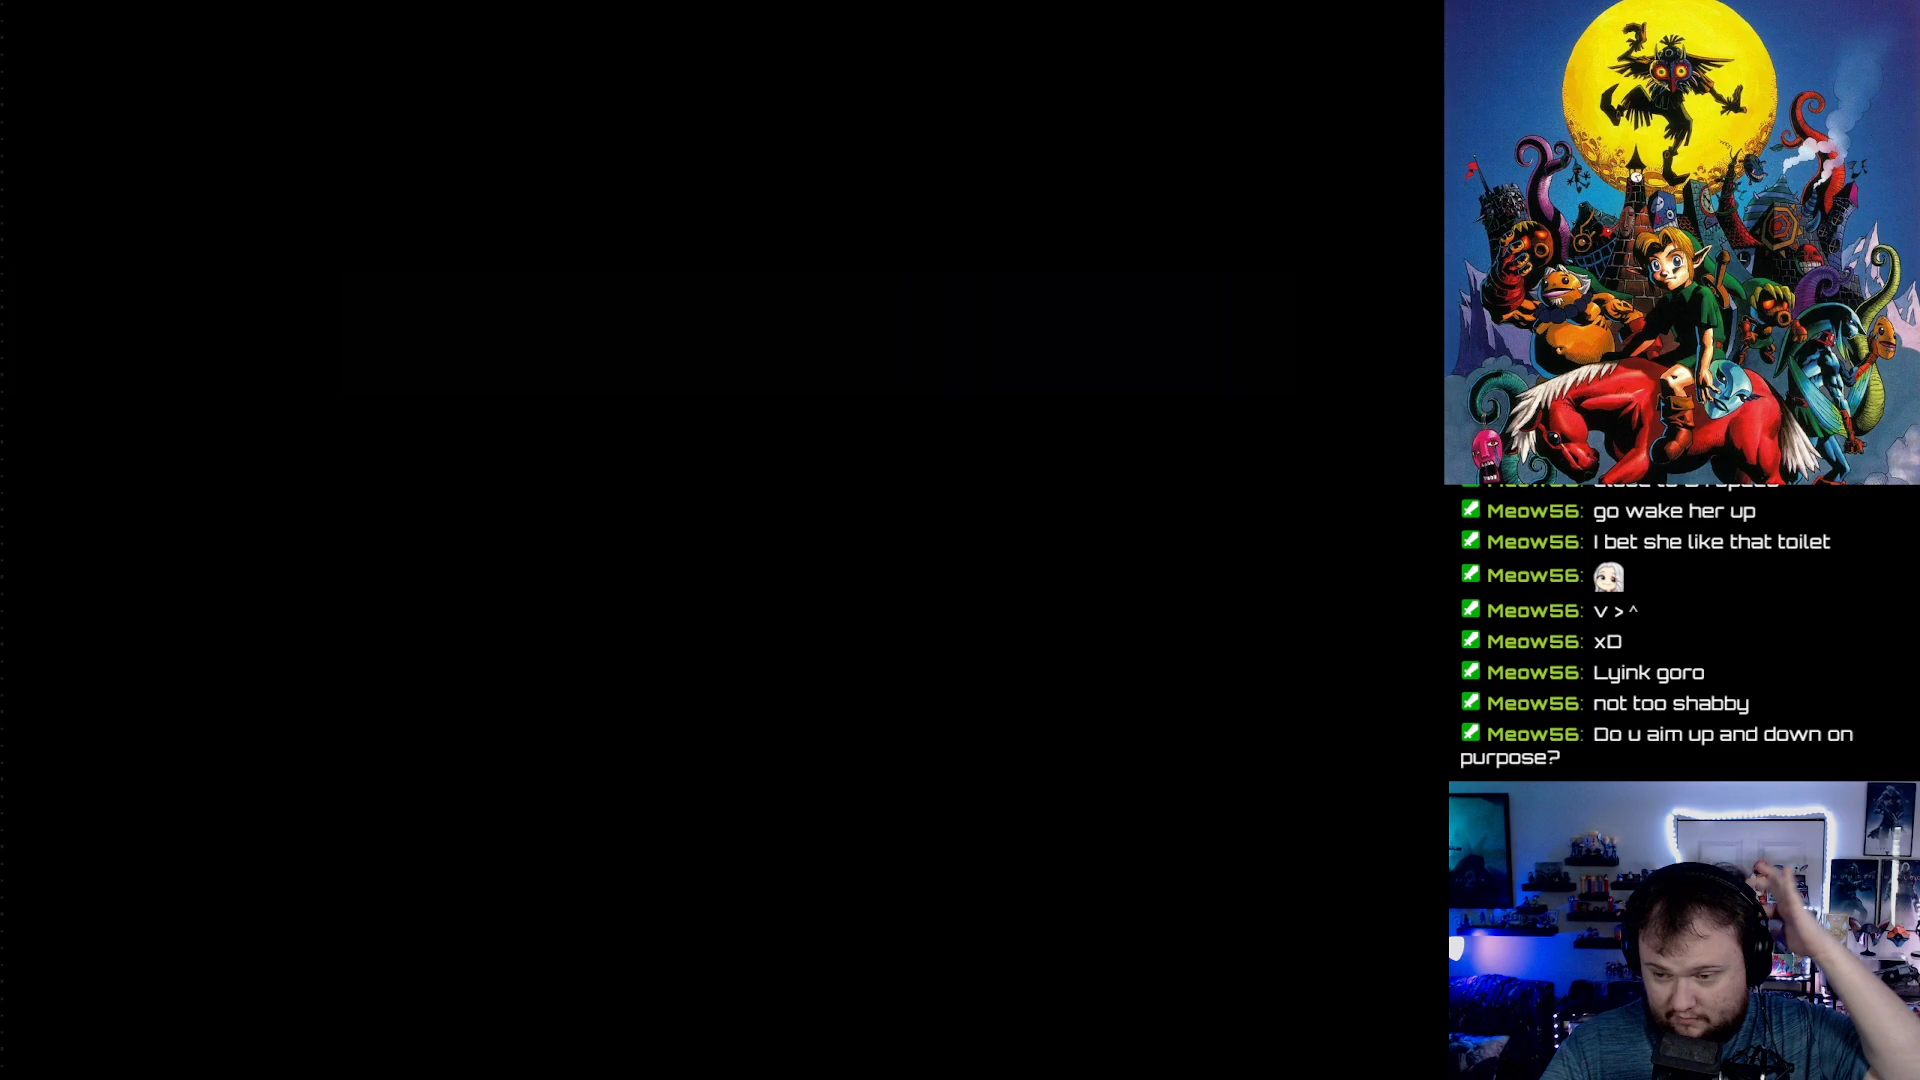 Meow56: go wake her up
Meow56: I bet she like that toilet
Meow56:
Meow56: v > ^
Meow56: xD
Meow56: Lyink goro
Meow56: not too shabby
Meow56: Do u aim up and down on
purpose?